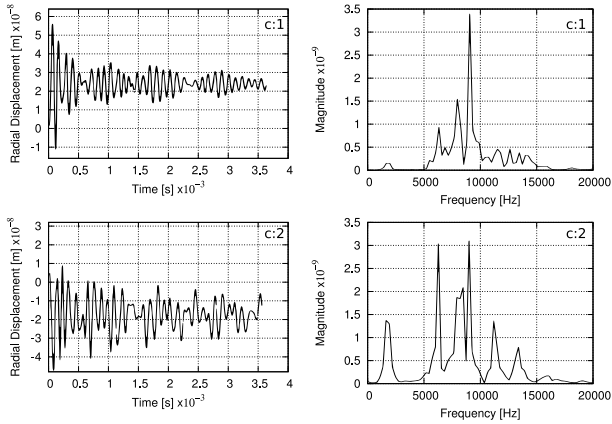 Radial Displacement [m] x10⁻⁸
6
5
4
3
2
1
0
-1
c:1
0 0.5 1 1.5 2 2.5 3 3.5 4
Time [s] x10⁻³
Magnitude x10⁻⁹
3.5
3
2.5
2
1.5
1
0.5
0
c:1
0 5000 10000 15000 20000
Frequency [Hz]
Radial Displacement [m] x10⁻⁸
3
2
1
0
-1
-2
-3
-4
c:2
0 0.5 1 1.5 2 2.5 3 3.5 4
Time [s] x10⁻³
Magnitude x10⁻⁹
3.5
3
2.5
2
1.5
1
0.5
0
c:2
0 5000 10000 15000 20000
Frequency [Hz]